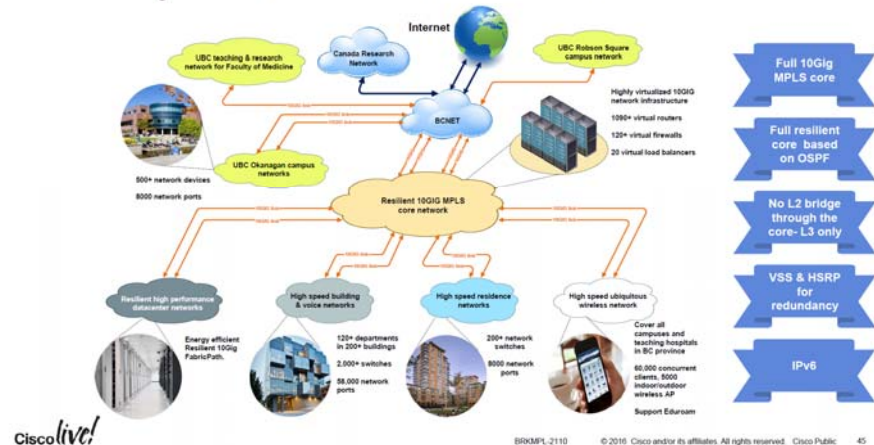 Internet
UBC teaching & research
network for Faculty of Medicine
Canada Research
Network
UBC Robson Square
campus network
BCNET
Highly virtualized 10GIG
network infrastructure
1090+ virtual routers
120+ virtual firewalls
20 virtual load balancers
UBC Okanagan campus
networks
500+ network devices
8000 network ports
Resilient 10GIG MPLS
core network
Resilient high performance
datacenter networks
High speed building
& voice networks
High speed residence
networks
High speed ubiquitous
wireless network
Energy efficient
Resilient 10Gig
FabricPath.
120+ departments
in 200+ buildings
2,000+ switches
58,000 network
ports
200+ network
switches
8000 network
ports
Cover all
campuses and
teaching hospitals
in BC province
60,000 concurrent
clients, 5000
indoor/outdoor
wireless AP
Support Eduroam
Full 10Gig
MPLS core
Full resilient
core based
on OSPF
No L2 bridge
through the
core- L3 only
VSS & HSRP
for
redundancy
IPv6
Cisco live!
BRKMPL-2110 © 2016 Cisco and/or its affiliates. All rights reserved. Cisco Public 45